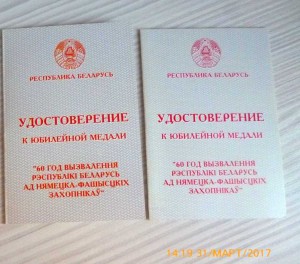 РЕСПУБЛИКА БЕЛАРУСЬ
УДОСТОВЕРЕНИЕ
К ЮБИЛЕЙНОЙ МЕДАЛИ
"60 ГОД ВЫЗВАЛЕННЯ
РЭСПУБЛІКІ БЕЛАРУСЬ
АД НЯМЕЦКА-ФАШЫСЦКІХ
ЗАХОПНІКАЎ"
РЕСПУБЛИКА БЕЛАРУСЬ
УДОСТОВЕРЕНИЕ
К ЮБИЛЕЙНОЙ МЕДАЛИ
"60 ГОД ВЫЗВАЛЕННЯ
РЭСПУБЛІКІ БЕЛАРУСЬ
АД НЯМЕЦКА-ФАШЫСЦКІХ
ЗАХОПНІКАЎ"
14:19 31/МАРТ/2017